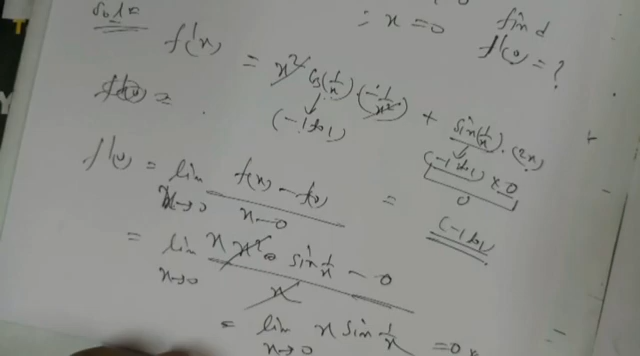 ; x = 0 find
f'(0) = ?
Soln
f'(x) = x² cos(1/x) (-1/x²) + sin(1/x) · (2x)
(-1 to 1) (-1 to 1) x 0
0
f'(0) = .
(-1 to 1)
f'(0) = lim x→0 f(x) - f(0) / x - 0 =
= lim x→0 x x² sin 1/x - 0 / x
= lim x→0 x sin 1/x = 0 x